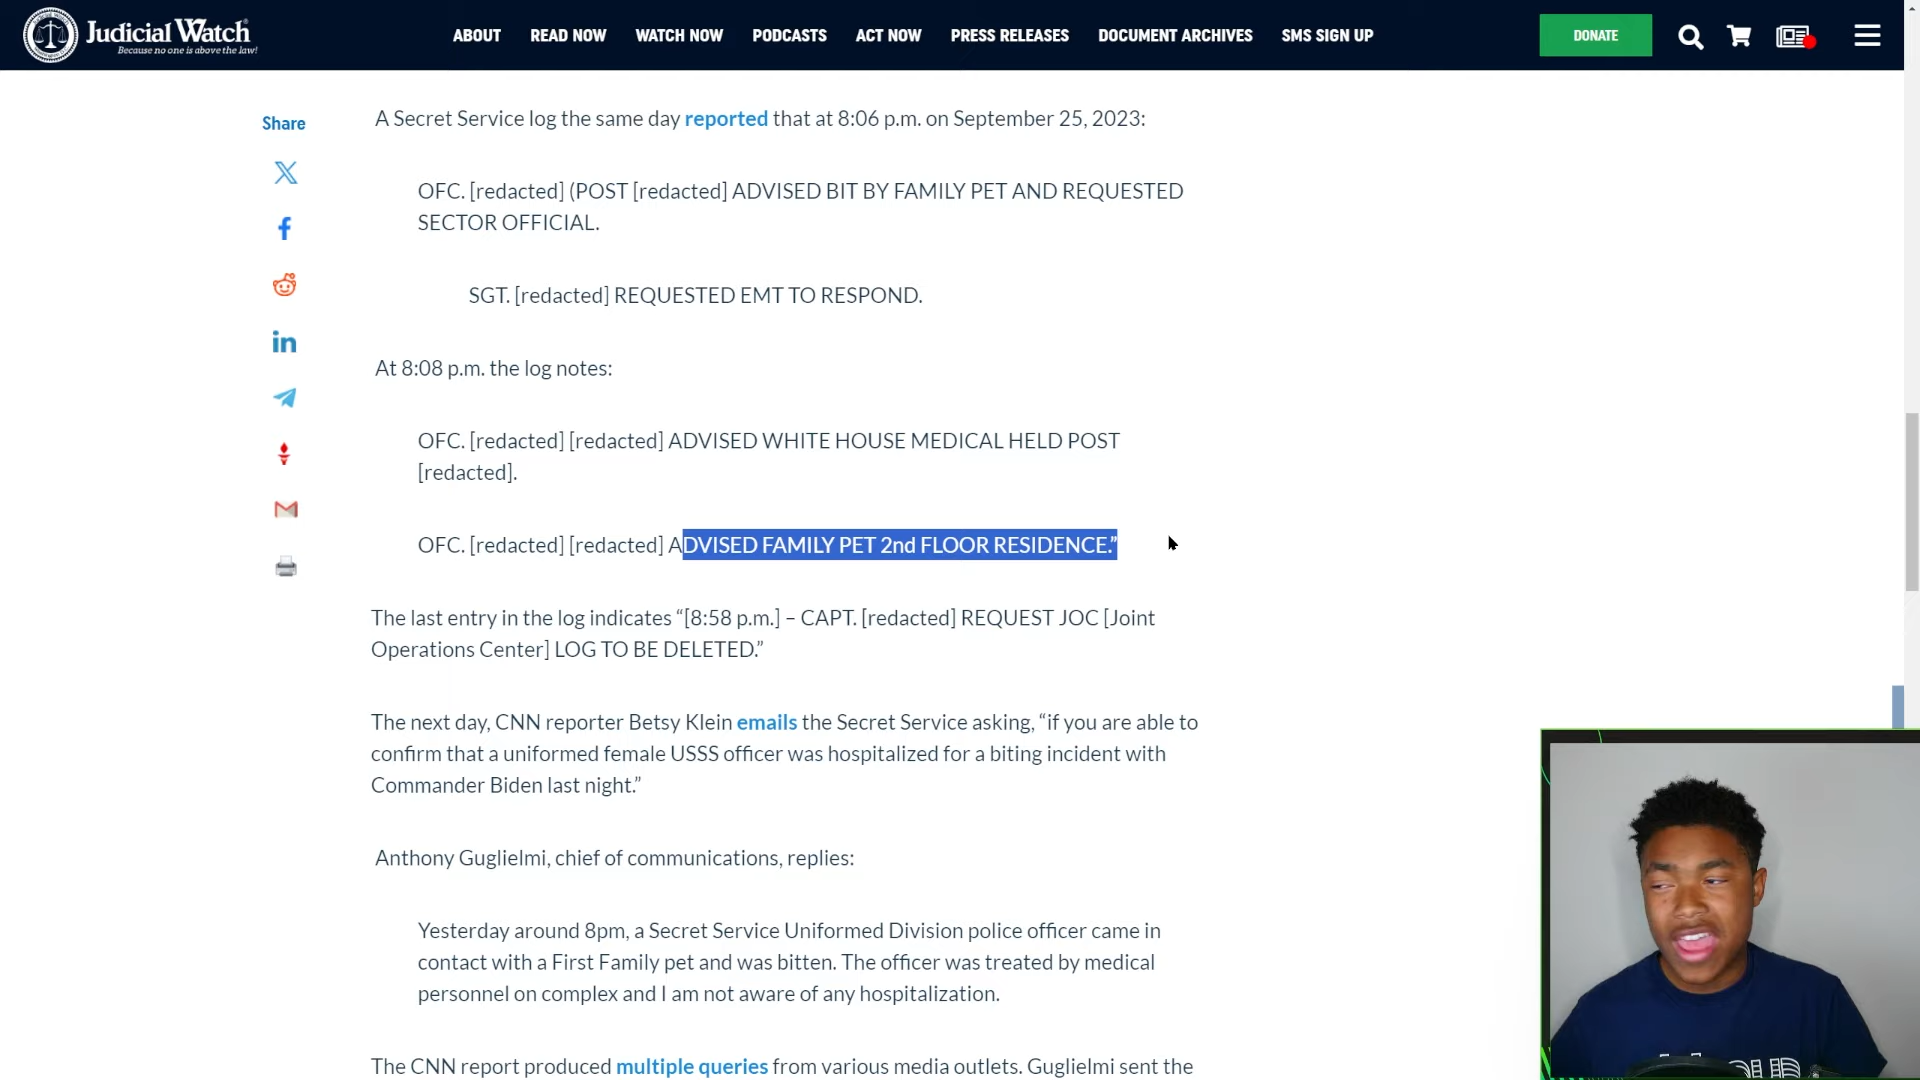 Judicial Watch®
Because no one is above the law!
ABOUT
READ NOW
WATCH NOW
PODCASTS
ACT NOW
PRESS RELEASES
DOCUMENT ARCHIVES
SMS SIGN UP
DONATE
Share
A Secret Service log the same day reported that at 8:06 p.m. on September 25, 2023:
OFC. [redacted] (POST [redacted] ADVISED BIT BY FAMILY PET AND REQUESTED
SECTOR OFFICIAL.
SGT. [redacted] REQUESTED EMT TO RESPOND.
At 8:08 p.m. the log notes:
OFC. [redacted] [redacted] ADVISED WHITE HOUSE MEDICAL HELD POST
[redacted].
OFC. [redacted] [redacted] ADVISED FAMILY PET 2nd FLOOR RESIDENCE.”
The last entry in the log indicates “[8:58 p.m.] – CAPT. [redacted] REQUEST JOC [Joint
Operations Center] LOG TO BE DELETED.”
The next day, CNN reporter Betsy Klein emails the Secret Service asking, “if you are able to
confirm that a uniformed female USSS officer was hospitalized for a biting incident with
Commander Biden last night.”
Anthony Guglielmi, chief of communications, replies:
Yesterday around 8pm, a Secret Service Uniformed Division police officer came in
contact with a First Family pet and was bitten. The officer was treated by medical
personnel on complex and I am not aware of any hospitalization.
The CNN report produced multiple queries from various media outlets. Guglielmi sent the